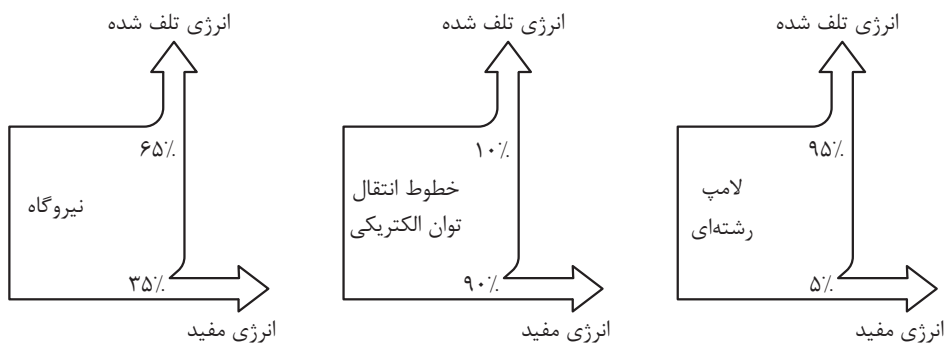 انرژی تلف شده
۶۵٪
نیروگاه
۳۵٪
انرژی مفید
انرژی تلف شده
۱۰٪
خطوط انتقال
توان الکتریکی
۹۰٪
انرژی مفید
انرژی تلف شده
۹۵٪
لامپ
رشته‌ای
۵٪
انرژی مفید